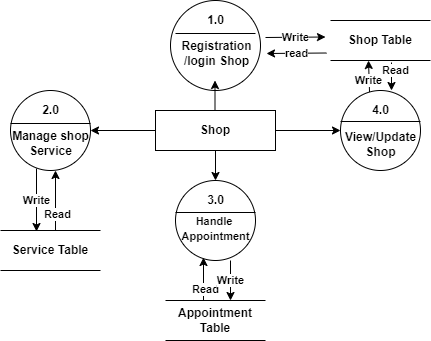 1.0
Registration
/login Shop
Write
read
Shop Table
Write
Read
2.0
Manage shop
Service
Shop
4.0
View/Update
Shop
Write
Read
3.0
Handle
Appointment
Service Table
Read
Write
Appointment
Table